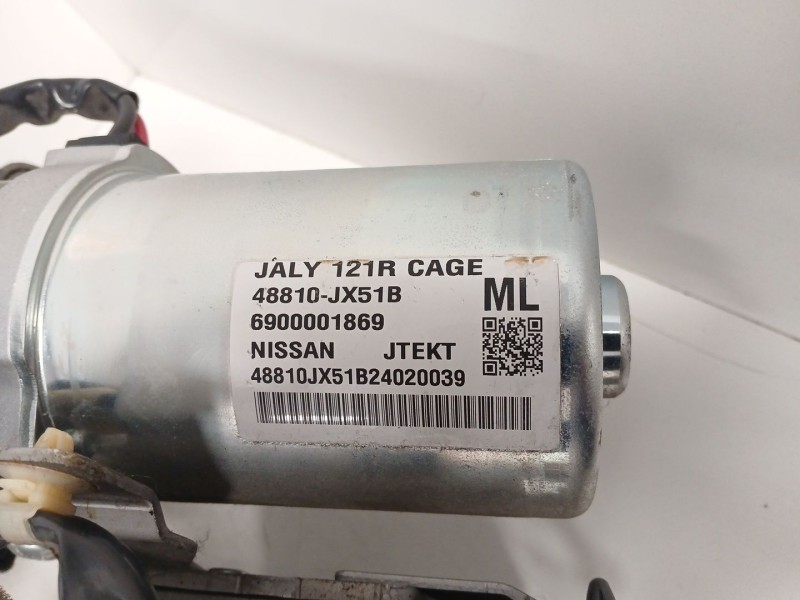 JALY 121R CAGE
48810-JX51B
ML
6900001869
NISSAN JTEKT
48810JX51B24020039